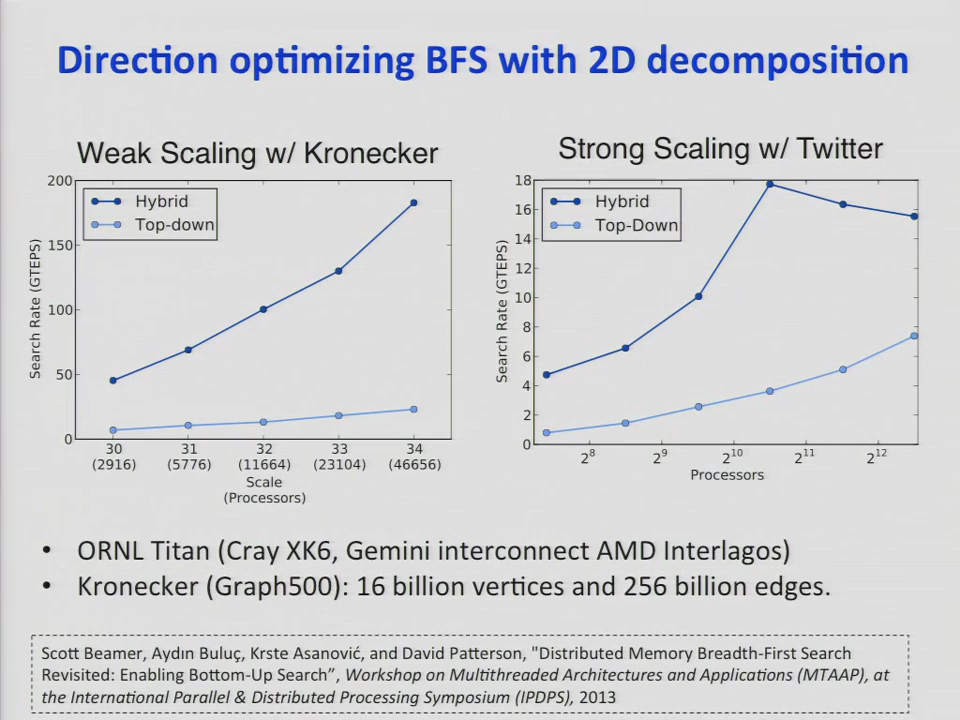 Direction optimizing BFS with 2D decomposition
Weak Scaling w/ Kronecker
200
150
100
50
0
Search Rate (GTEPS)
Hybrid
Top-down
30 31 32 33 34
(2916) (5776) (11664) (23104) (46656)
Scale
(Processors)
Strong Scaling w/ Twitter
18
16
14
12
10
8
6
4
2
0
Search Rate (GTEPS)
Hybrid
Top-Down
2⁸ 2⁹ 2¹⁰ 2¹¹ 2¹²
Processors
• ORNL Titan (Cray XK6, Gemini interconnect AMD Interlagos)
• Kronecker (Graph500): 16 billion vertices and 256 billion edges.
Scott Beamer, Aydın Buluç, Krste Asanović, and David Patterson, "Distributed Memory Breadth-First Search
Revisited: Enabling Bottom-Up Search”, Workshop on Multithreaded Architectures and Applications (MTAAP), at
the International Parallel & Distributed Processing Symposium (IPDPS), 2013